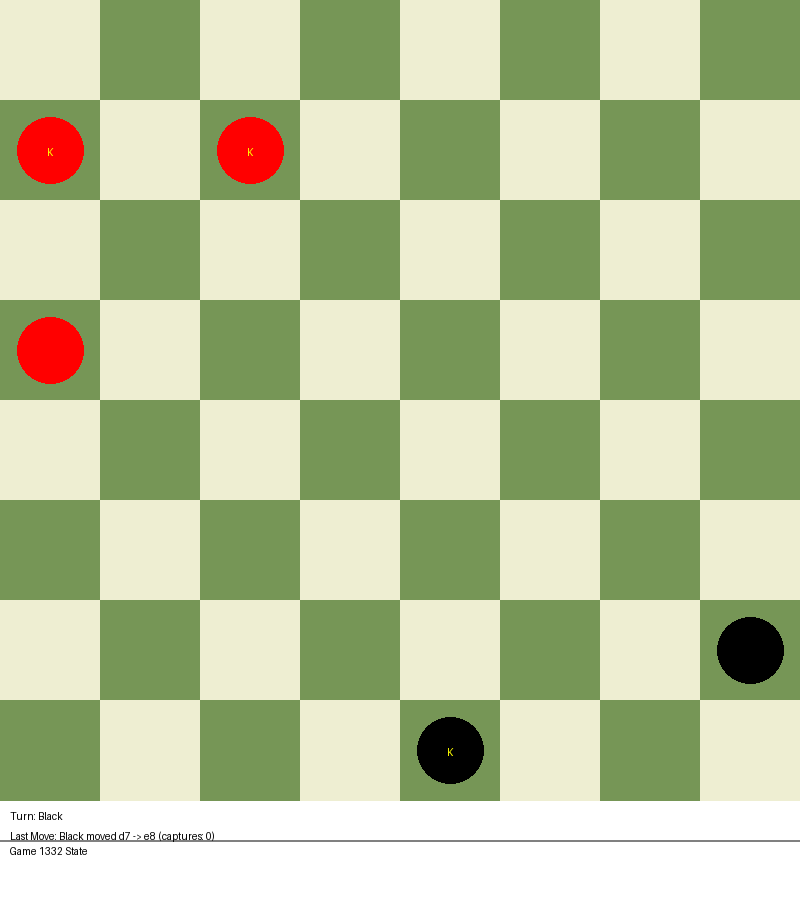 K
K
K
Turn: Black
Last Move: Black moved d7 -> e8 (captures: 0)
Game 1332 State